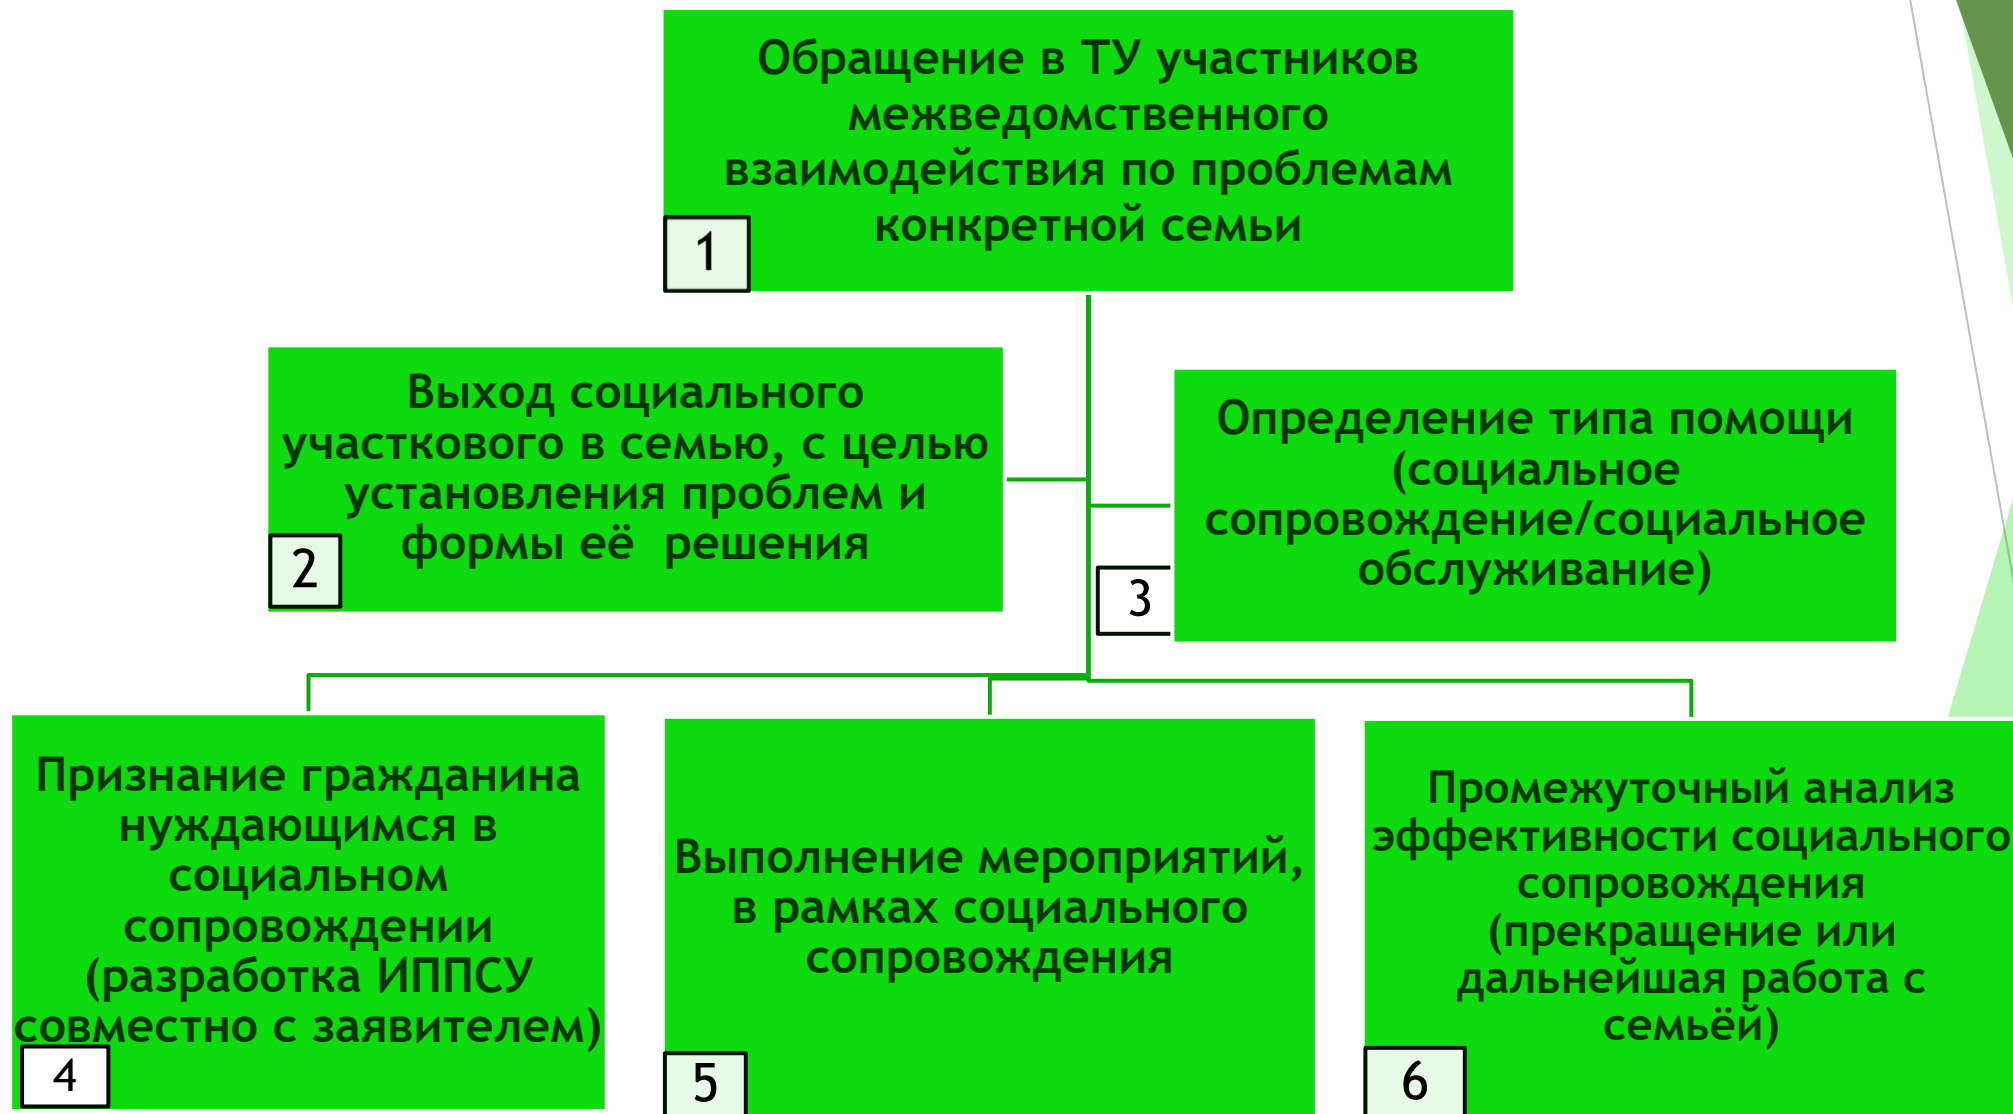 Обращение в ТУ участников
межведомственного
взаимодействия по проблемам
конкретной семьи
1
Выход социального
участкового в семью, с целью
установления проблем и
формы её  решения
2
Определение типа помощи
(социальное
сопровождение/социальное
обслуживание)
3
Признание гражданина
нуждающимся в
социальном
сопровождении
(разработка ИППСУ
совместно с заявителем)
4
Выполнение мероприятий,
в рамках социального
сопровождения
5
Промежуточный анализ
эффективности социального
сопровождения
(прекращение или
дальнейшая работа с
семьёй)
6